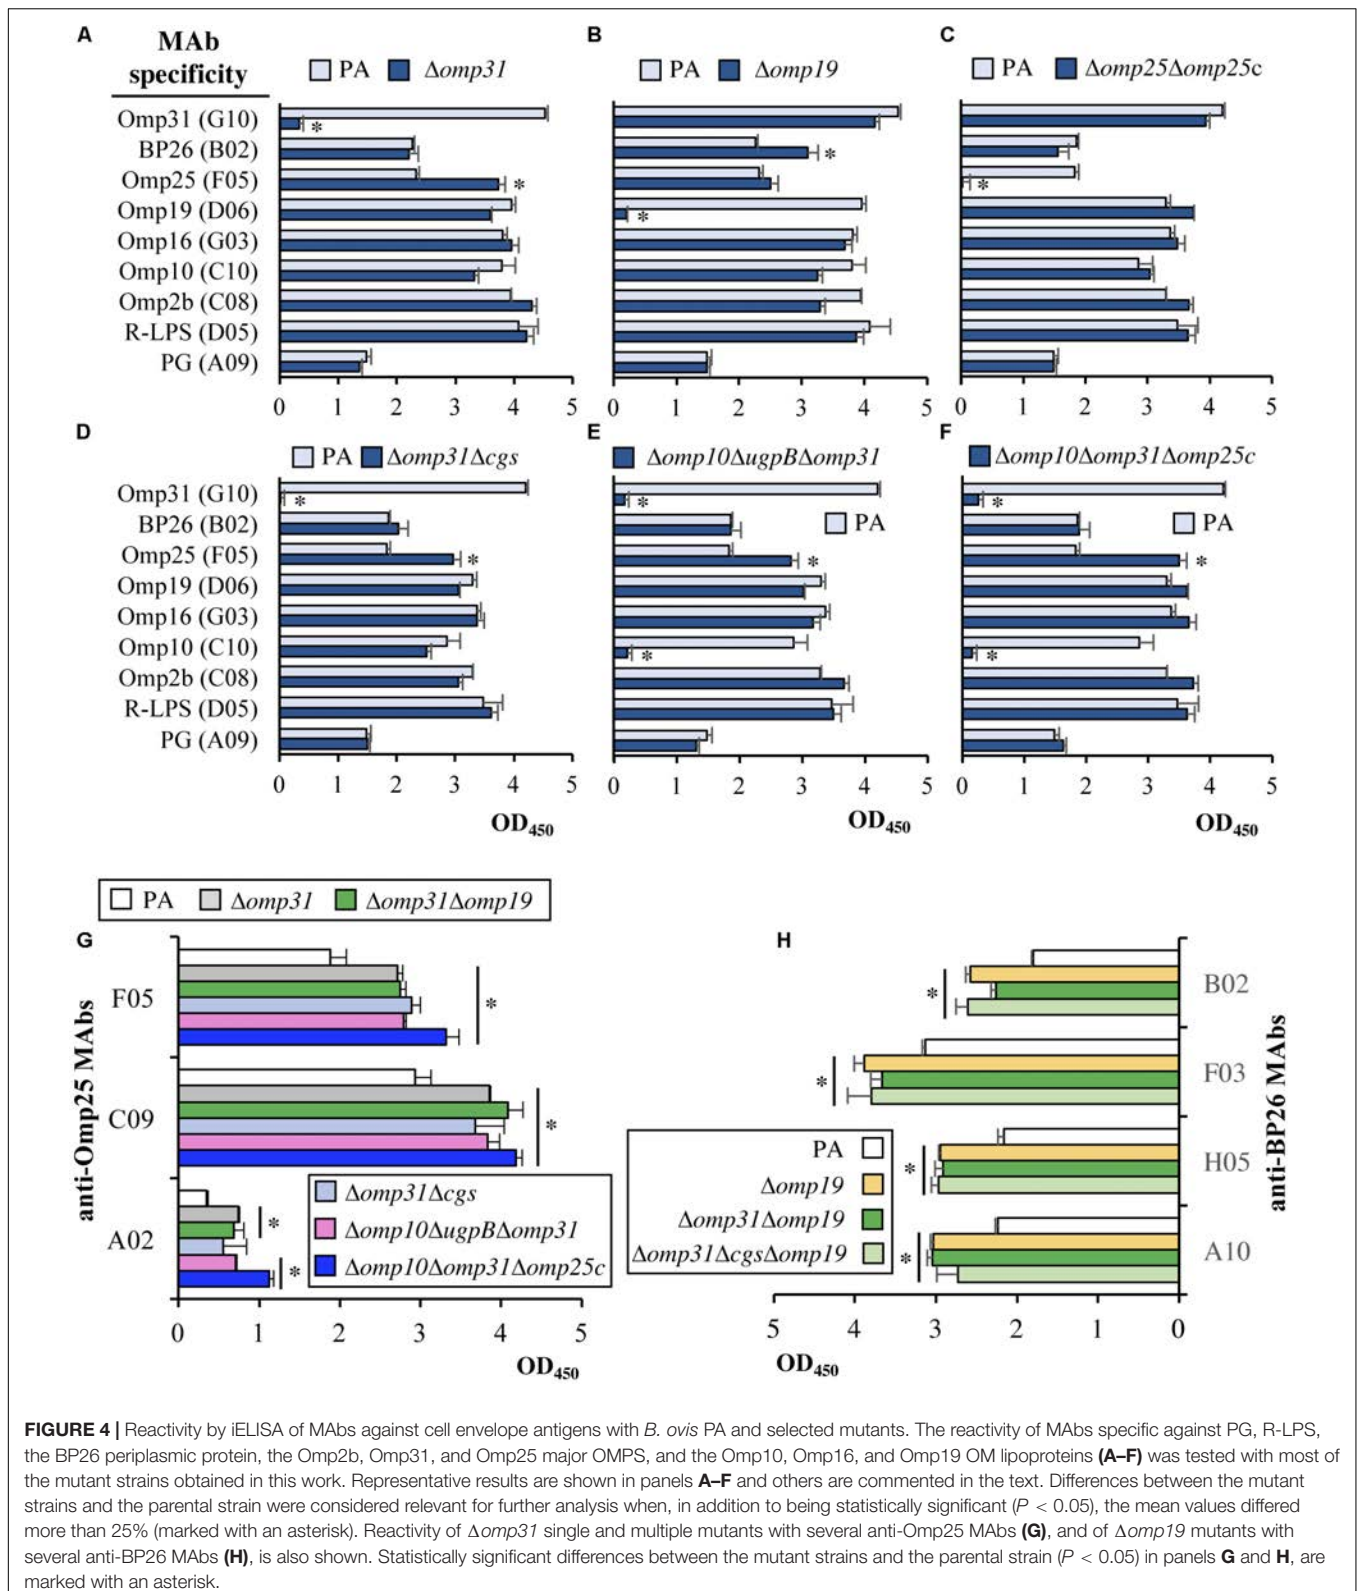 A
MAb
specificity
PA Δomp31
Omp31 (G10)
BP26 (B02)
Omp25 (F05)
Omp19 (D06)
Omp16 (G03)
Omp10 (C10)
Omp2b (C08)
R-LPS (D05)
PG (A09)
*
*
0 1 2 3 4 5
B
PA Δomp19
*
*
0 1 2 3 4 5
C
PA Δomp25Δomp25c
*
0 1 2 3 4 5
D
PA Δomp31Δcgs
Omp31 (G10)
BP26 (B02)
Omp25 (F05)
Omp19 (D06)
Omp16 (G03)
Omp10 (C10)
Omp2b (C08)
R-LPS (D05)
PG (A09)
*
*
0 1 2 3 4 5
OD450
E
Δomp10ΔugpBΔomp31
PA
*
*
*
0 1 2 3 4 5
OD450
F
Δomp10Δomp31Δomp25c
PA
*
*
*
0 1 2 3 4 5
OD450
PA Δomp31 Δomp31Δomp19
G
anti-Omp25 MAbs
F05
C09
A02
*
*
*
*
Δomp31Δcgs
Δomp10ΔugpBΔomp31
Δomp10Δomp31Δomp25c
0 1 2 3 4 5
OD450
H
B02
F03
H05
A10
anti-BP26 MAbs
*
*
*
*
PA
Δomp19
Δomp31Δomp19
Δomp31ΔcgsΔomp19
5 4 3 2 1 0
OD450
FIGURE 4 | Reactivity by iELISA of MAbs against cell envelope antigens with B. ovis PA and selected mutants. The reactivity of MAbs specific against PG, R-LPS,
the BP26 periplasmic protein, the Omp2b, Omp31, and Omp25 major OMPS, and the Omp10, Omp16, and Omp19 OM lipoproteins (A–F) was tested with most of
the mutant strains obtained in this work. Representative results are shown in panels A–F and others are commented in the text. Differences between the mutant
strains and the parental strain were considered relevant for further analysis when, in addition to being statistically significant (P < 0.05), the mean values differed
more than 25% (marked with an asterisk). Reactivity of Δomp31 single and multiple mutants with several anti-Omp25 MAbs (G), and of Δomp19 mutants with
several anti-BP26 MAbs (H), is also shown. Statistically significant differences between the mutant strains and the parental strain (P < 0.05) in panels G and H, are
marked with an asterisk.